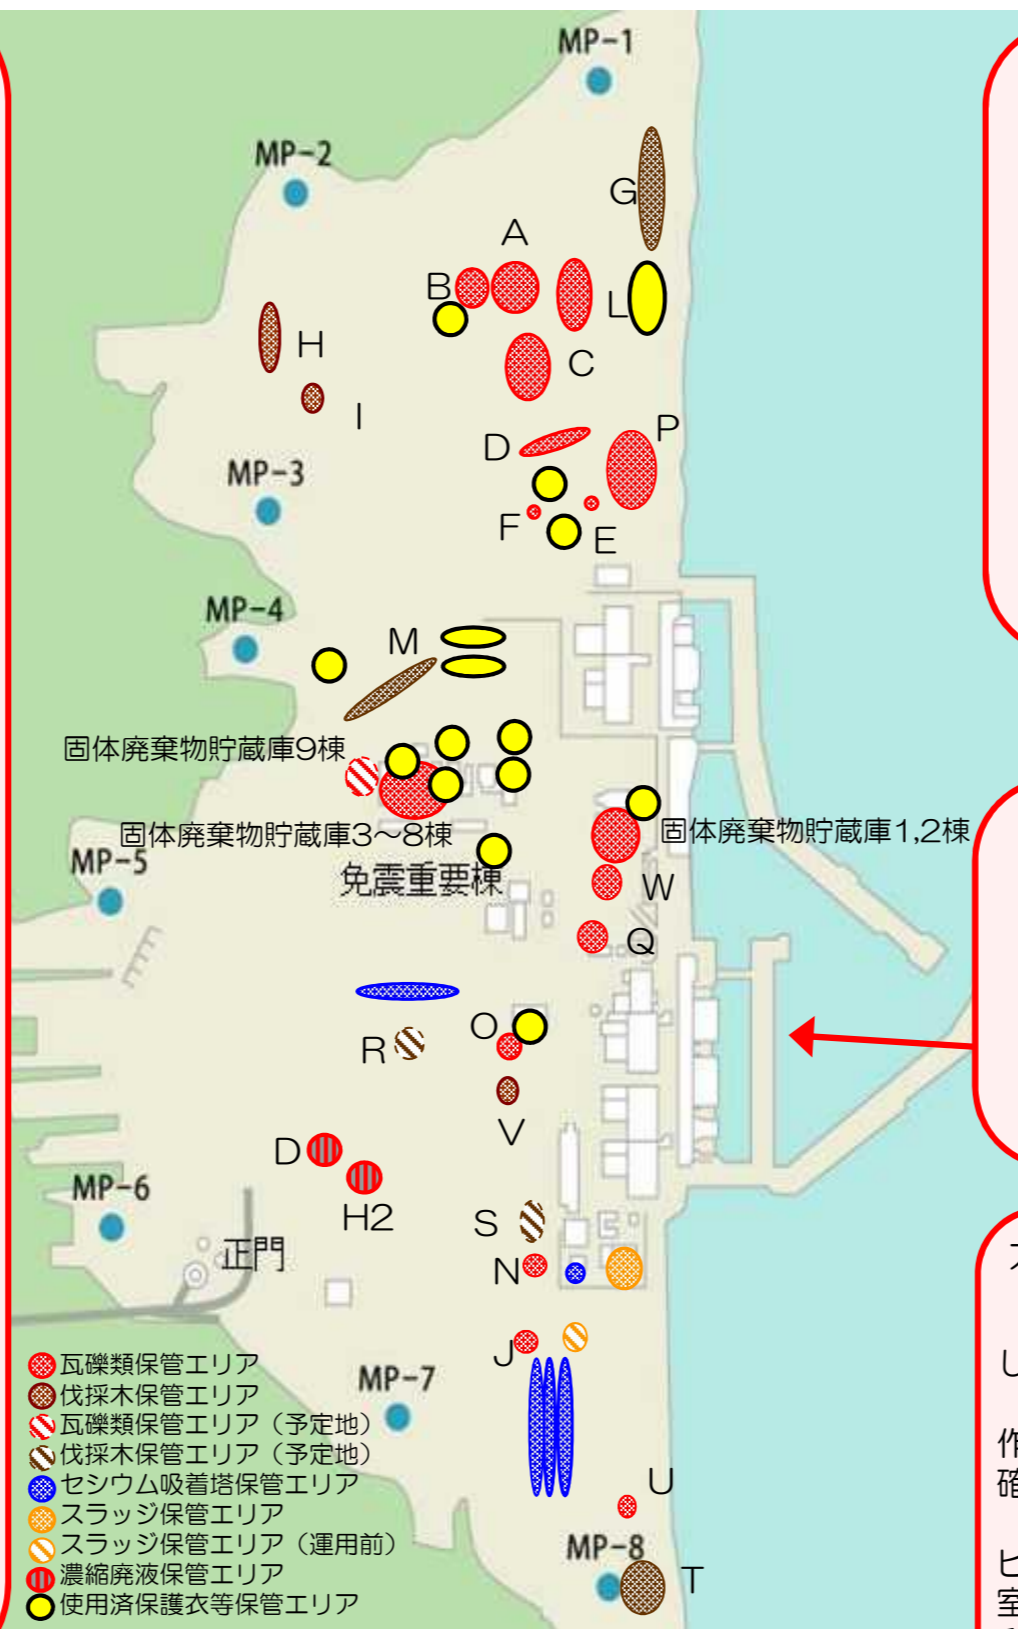 MP-1
MP-2
G
A
B
L
H
C
I
P
D
MP-3
F
E
MP-4
M
固体廃棄物貯蔵庫9棟
固体廃棄物貯蔵庫3～8棟
固体廃棄物貯蔵庫1,2棟
MP-5
免震重要棟
W
Q
O
R
V
D
MP-6
H2
S
正門
N
J
MP-7
瓦礫類保管エリア
伐採木保管エリア
瓦礫類保管エリア（予定地）
伐採木保管エリア（予定地）
セシウム吸着塔保管エリア
スラッジ保管エリア
スラッジ保管エリア（運用前）
濃縮廃液保管エリア
使用済保護衣等保管エリア
U
MP-8
T
し
作
確
ビ
室